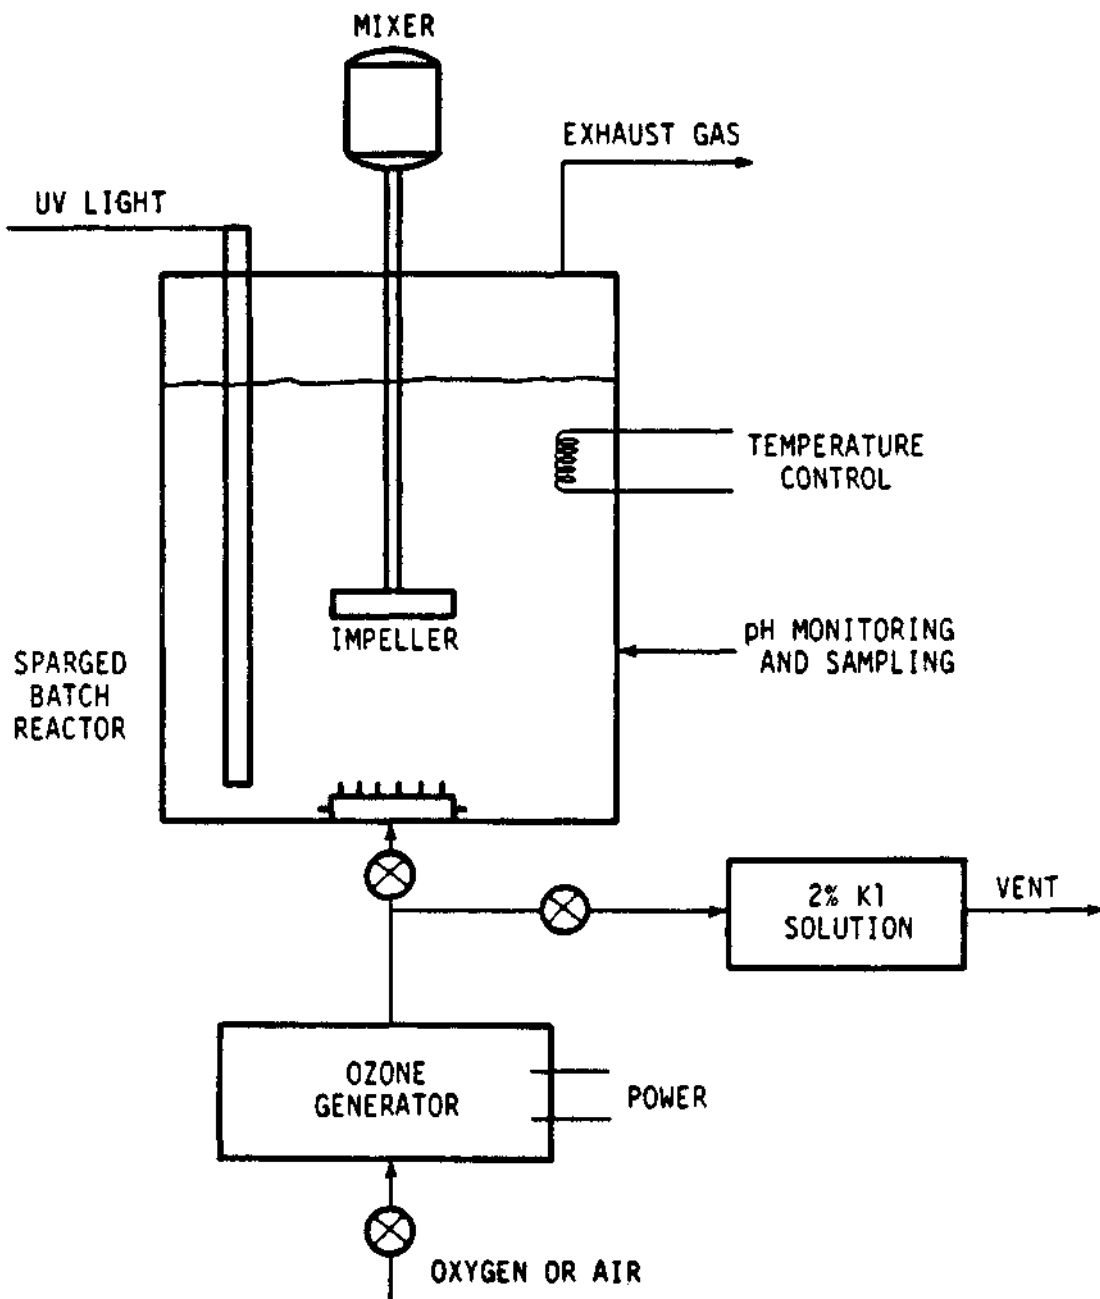 MIXER
EXHAUST GAS
UV LIGHT
TEMPERATURE
CONTROL
IMPELLER
pH MONITORING
AND SAMPLING
SPARGED
BATCH
REACTOR
2% K1
SOLUTION
VENT
OZONE
GENERATOR
POWER
OXYGEN OR AIR